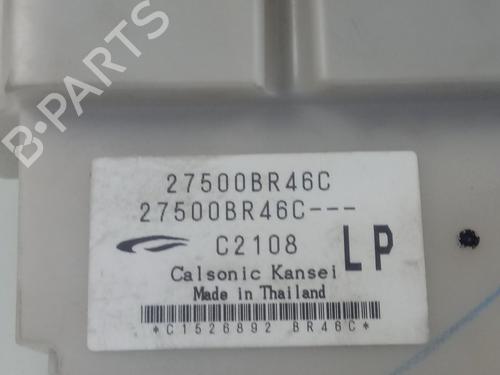 B-PARTS
27500BR46C
27500BR46C---
C2108
LP
Calsonic Kansei
Made in Thailand
*C1526892 BR46C*